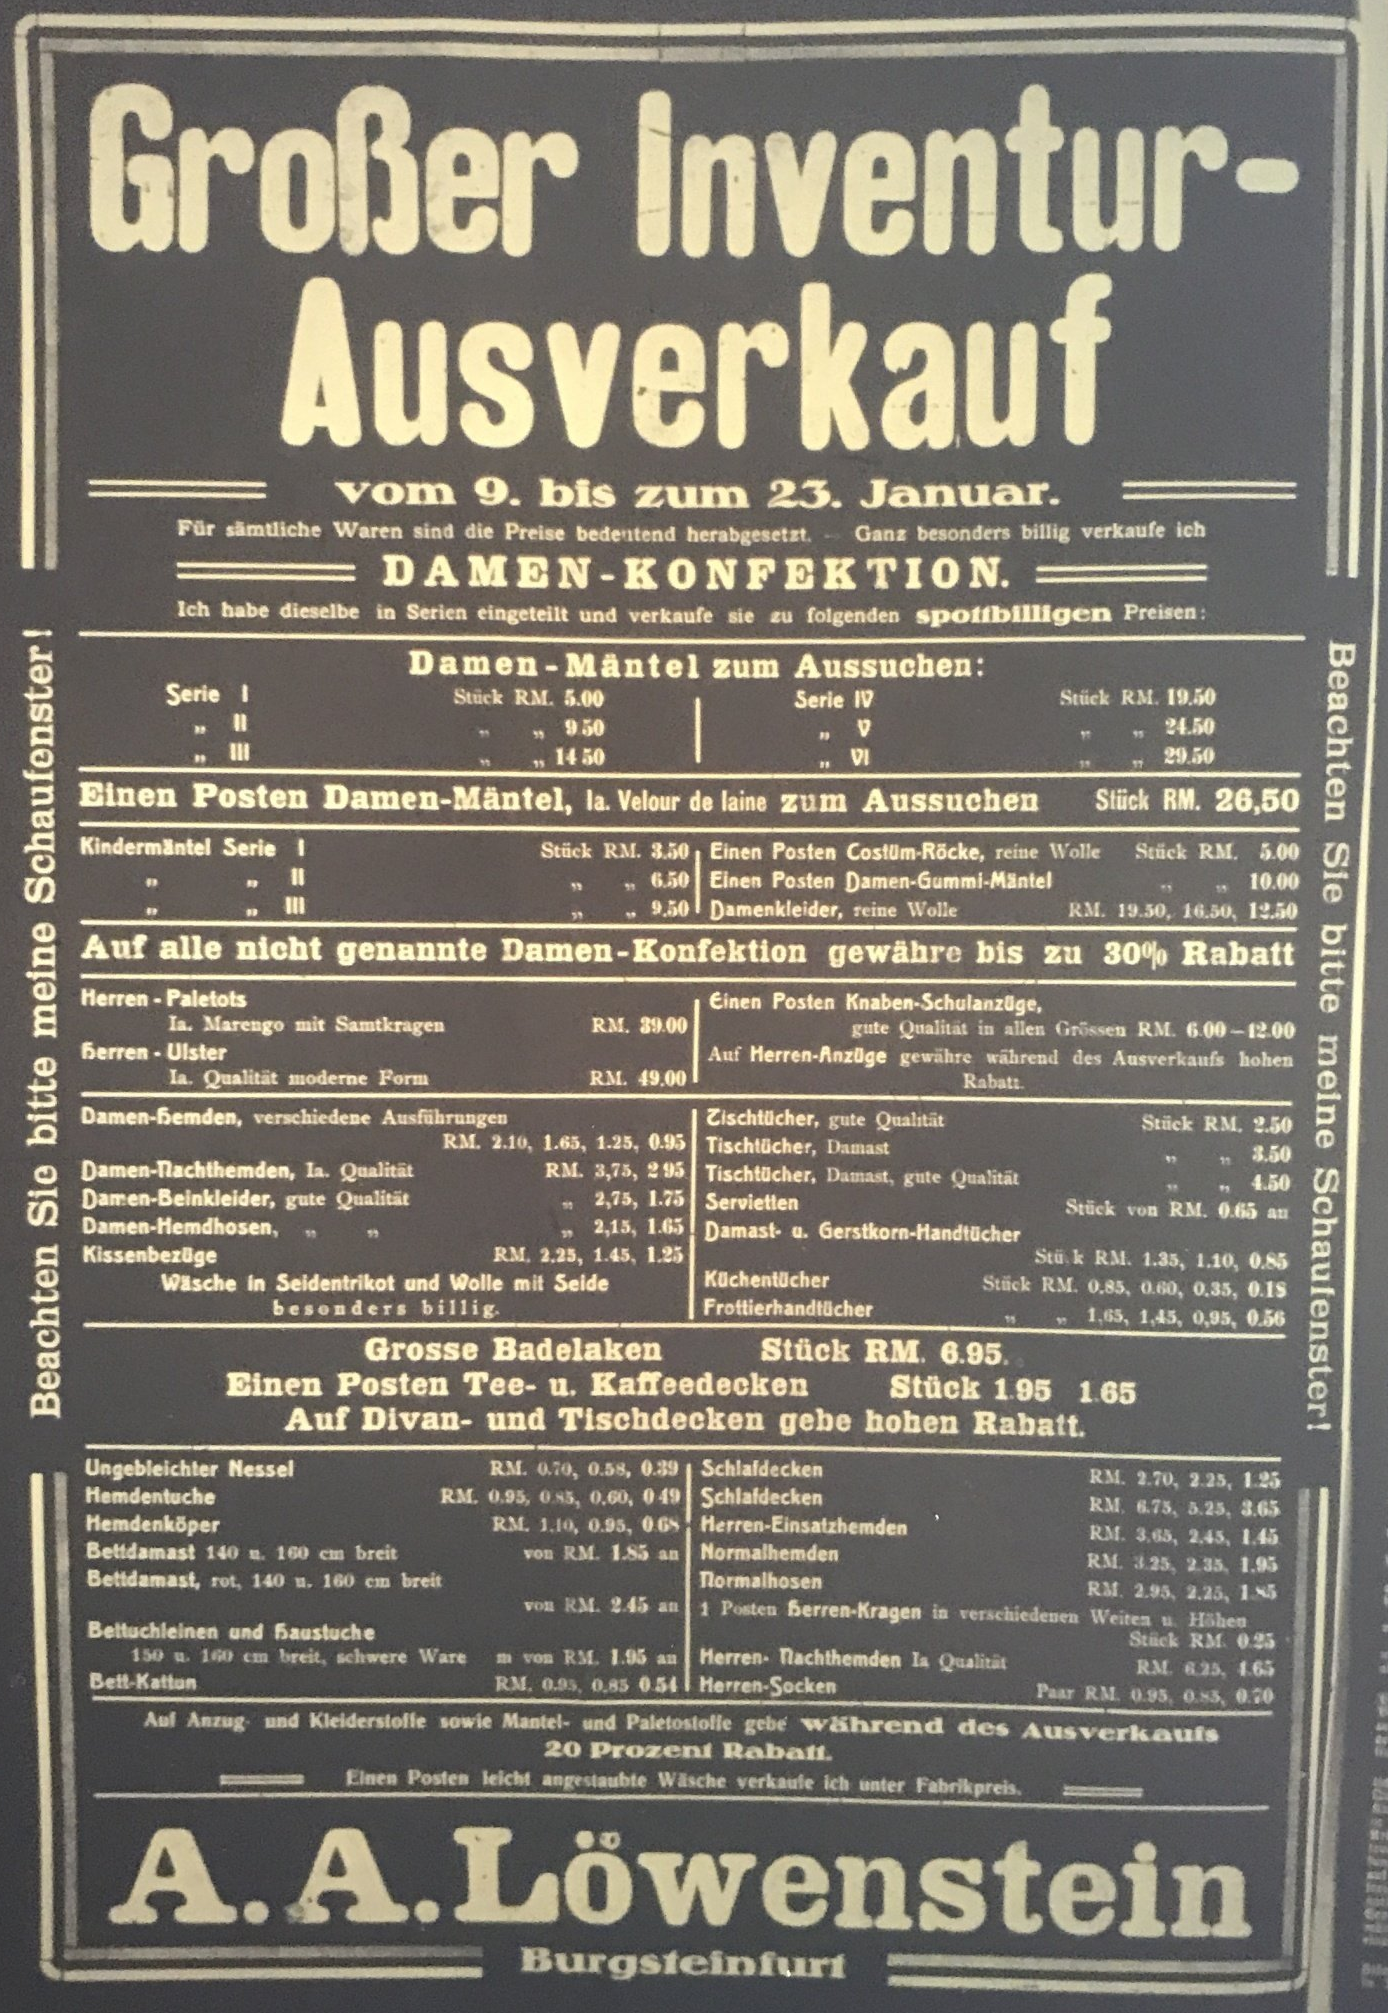 Großer Inventur-
Ausverkauf
vom 9. bis zum 23. Januar.
Für sämtliche Waren sind die Preise bedeutend herabgesetzt. — Ganz besonders billig verkaufe ich
DAMEN-KONFEKTION.
Ich habe dieselbe in Serien eingeteilt und verkaufe sie zu folgenden spottbilligen Preisen:
Damen-Mäntel zum Aussuchen:
Serie I Stück RM. 5.00
„ II „ „ 9 50
„ III „ „ 14 50
Serie IV Stück RM. 19.50
„ V „ „ 24.50
„ VI „ „ 29.50
Einen Posten Damen-Mäntel, Ia. Velour de laine zum Aussuchen Stück RM. 26,50
Kindermäntel Serie I Stück RM. 3.50
„ „ II „ „ 6.50
„ „ III „ „ 9.50
Einen Posten Costüm-Röcke, reine Wolle Stück RM. 5.00
Einen Posten Damen-Gummi-Mäntel „ „ 10.00
Damenkleider, reine Wolle RM. 19.50, 16.50, 12.50
Auf alle nicht genannte Damen-Konfektion gewähre bis zu 30% Rabatt
Herren-Paletots
Ia. Marengo mit Samtkragen RM. 39.00
Herren-Ulster
Ia. Qualität moderne Form RM. 49.00
Einen Posten Knaben-Schulanzüge,
gute Qualität in allen Grössen RM. 6.00–12.00
Auf Herren-Anzüge gewähre während des Ausverkaufs hohen
Rabatt.
Damen-Hemden, verschiedene Ausführungen
RM. 2.10, 1.65, 1.25, 0.95
Damen-Nachthemden, Ia. Qualität RM. 3,75, 2 95
Damen-Beinkleider, gute Qualität „ 2,75, 1.75
Damen-Hemdhosen, „ „ „ 2,15, 1.65
Kissenbezüge RM. 2.25, 1.45, 1.25
Wäsche in Seidentrikot und Wolle mit Seide
besonders billig.
Tischtücher, gute Qualität Stück RM. 2.50
Tischtücher, Damast „ „ 3.50
Tischtücher, Damast, gute Qualität „ „ 4.50
Servietten Stück von RM. 0.65 an
Damast- u. Gerstkorn-Handtücher
Stück RM. 1.35, 1.10, 0.85
Küchentücher Stück RM. 0.85, 0.60, 0.35, 0.18
Frottierhandtücher „ „ 1,65, 1,45, 0,95, 0.56
Grosse Badelaken Stück RM. 6.95.
Einen Posten Tee- u. Kaffeedecken Stück 1.95 1.65
Auf Divan- und Tischdecken gebe hohen Rabatt.
Ungebleichter Nessel RM. 0.70, 0.58, 0.39
Hemdentuche RM. 0.95, 0.85, 0.60, 0 49
Hemdenköper RM. 1.10, 0.95, 0 68
Bettdamast 140 u. 160 cm breit von RM. 1.85 an
Bettdamast, rot, 140 u. 160 cm breit
von RM. 2.45 an
Bettuchleinen und Haustuche
150 u. 160 cm breit, schwere Ware m von RM. 1.95 an
Bett-Kattun RM. 0.95, 0,85 0.54
Schlafdecken RM. 2.70, 2.25, 1.25
Schlafdecken RM. 6.75, 5.25, 3.65
Herren-Einsatzhemden RM. 3.65, 2.45, 1.45
Normalhemden RM. 3.25, 2.35, 1.95
Normalhosen RM. 2.95, 2.25, 1.85
1 Posten Herren-Kragen in verschiedenen Weiten u. Höhen
Stück RM. 0.25
Herren-Nachthemden Ia Qualität RM. 6.25, 4.65
Herren-Socken Paar RM. 0.95, 0.85, 0.70
Auf Anzug- und Kleiderstoffe sowie Mantel- und Paletostoffe gebe während des Ausverkaufs
20 Prozent Rabatt.
Einen Posten leicht angestaubte Wäsche verkaufe ich unter Fabrikpreis.
A. A. Löwenstein
Burgsteinfurt
Beachten Sie bitte meine Schaufenster!
Beachten Sie bitte meine Schaufenster!